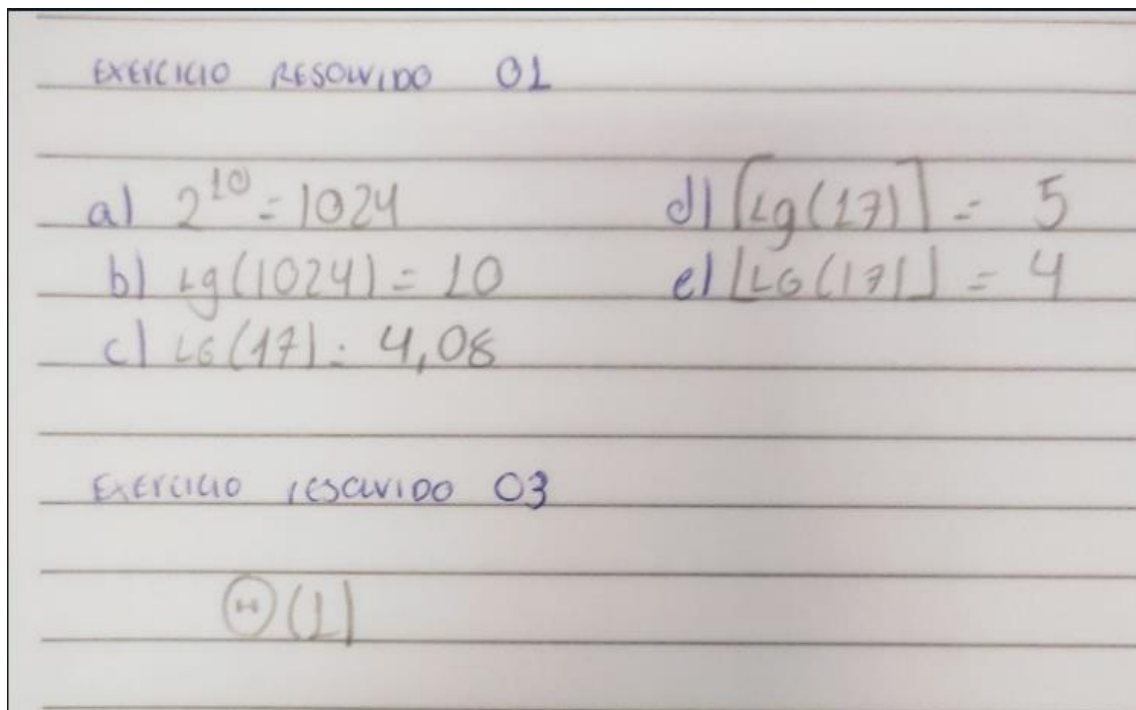 EXERCICIO RESOLVIDO 01
a) 2^10 = 1024
d) ⌈Lg(17)⌉ = 5
b) Lg(1024) = 10
e) ⌊LG(17)⌋ = 4
c) LG(17) = 4,08
EXERCICIO RESOLVIDO 03
Θ(1)